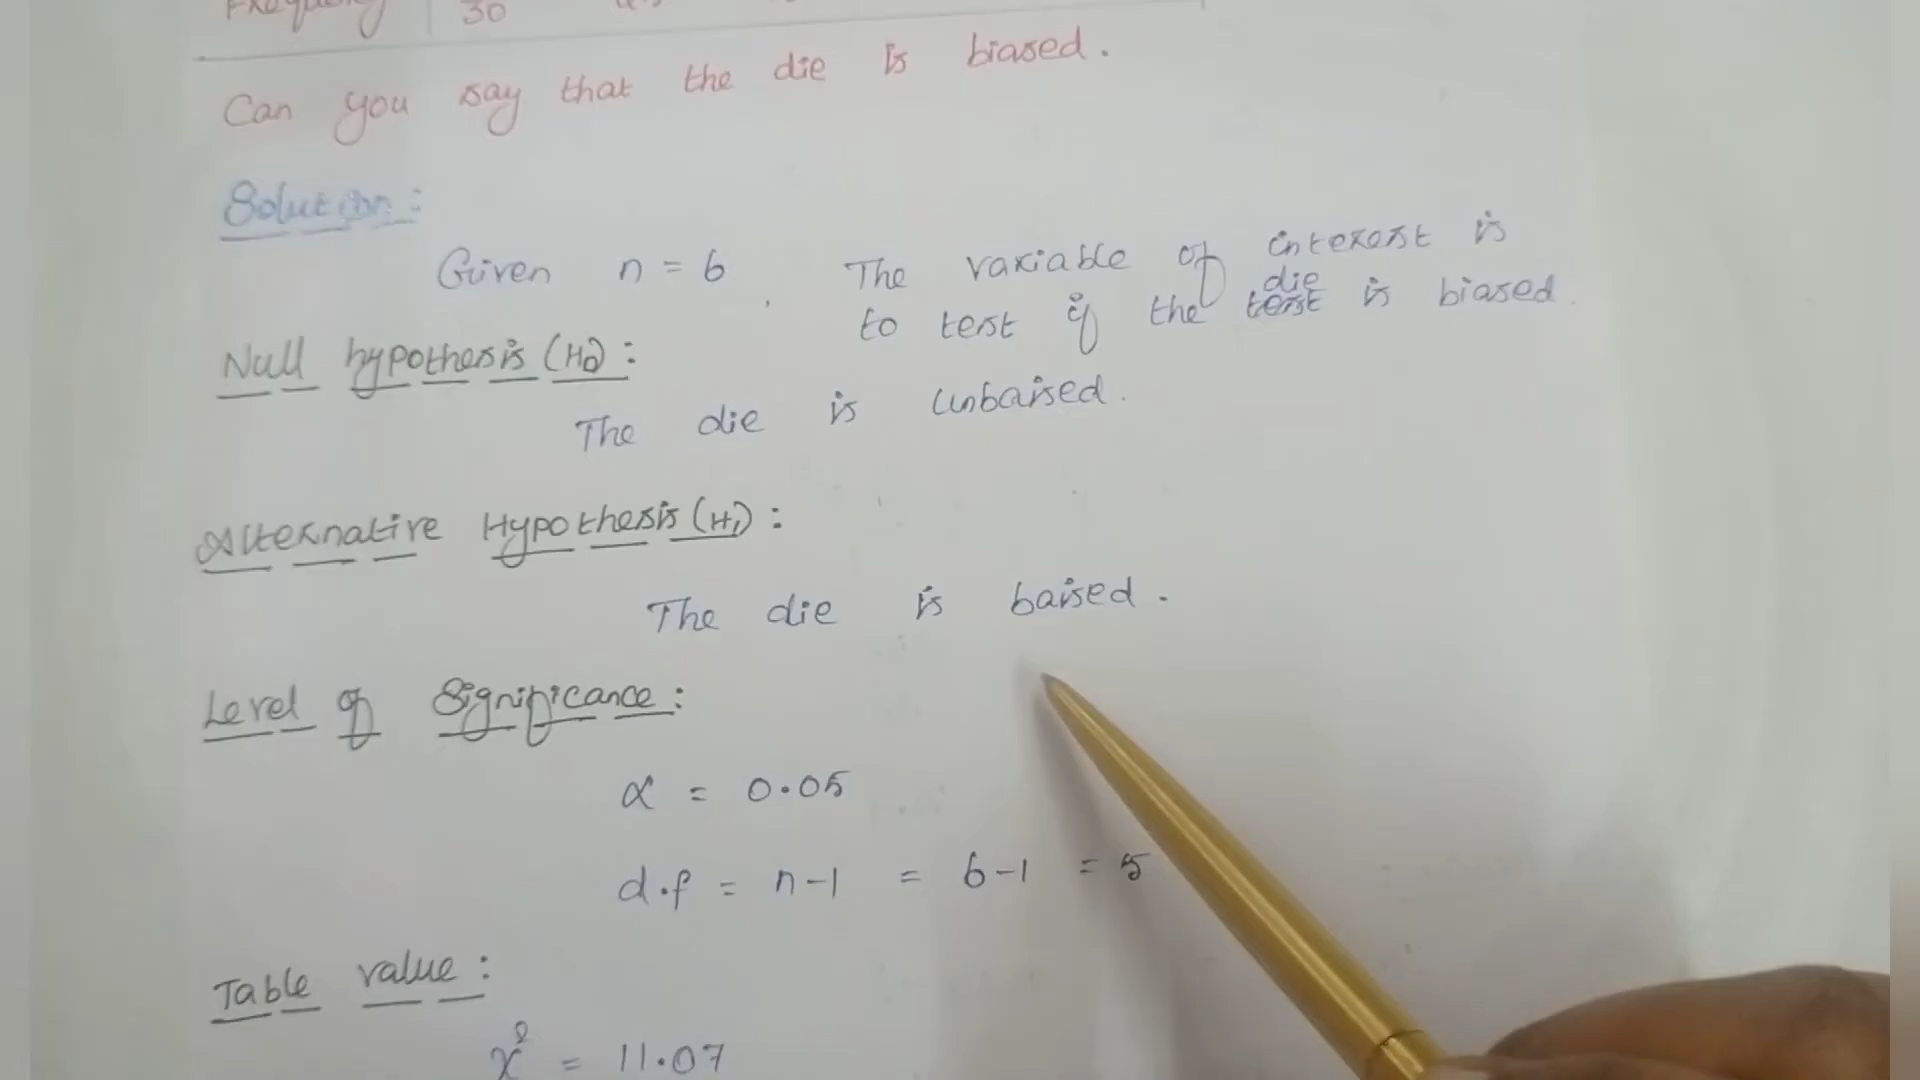 Frequency 30
Can you say that the die is biased.
Solution:
Given n = 6, The variable of interest is
to test if the test is biased.
die
Null hypothesis (H0):
The die is unbaised.
Alternative Hypothesis (H1):
The die is baised.
Level of Significance:
α = 0.05
d.f = n-1 = 6-1 = 5
Table value:
χ² = 11.07